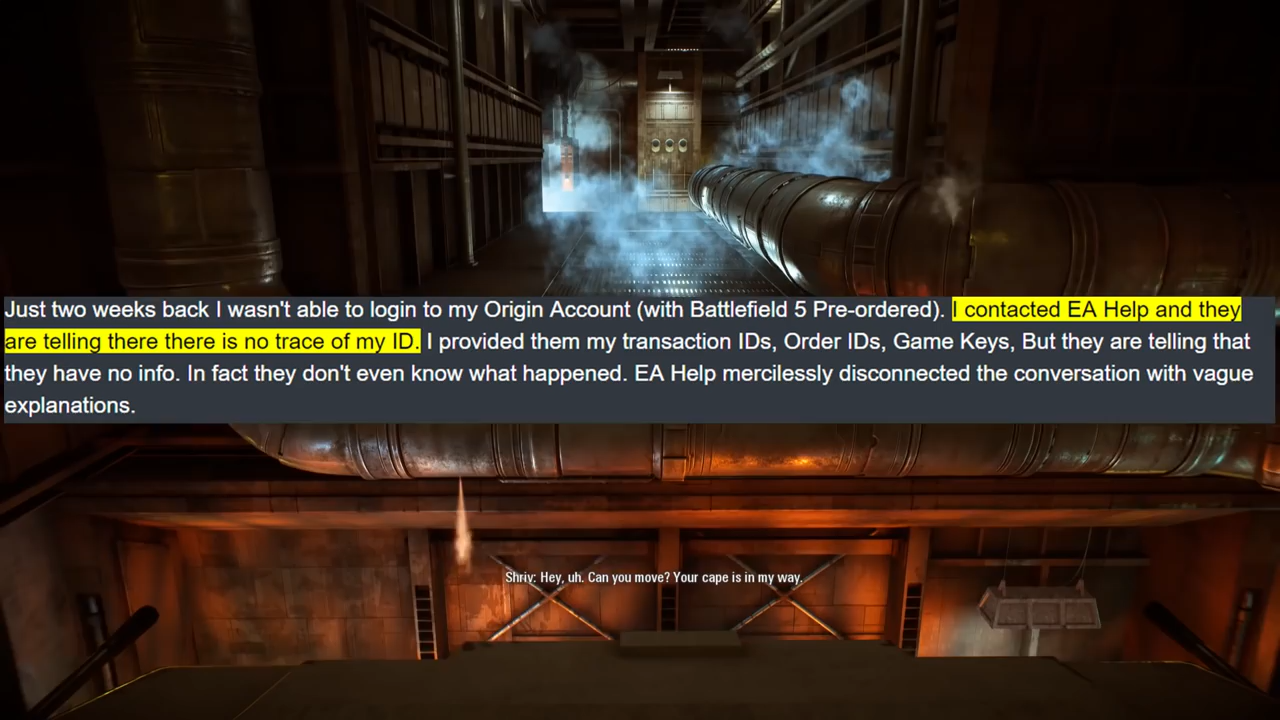 Just two weeks back I wasn't able to login to my Origin Account (with Battlefield 5 Pre-ordered). I contacted EA Help and they
are telling there there is no trace of my ID. I provided them my transaction IDs, Order IDs, Game Keys, But they are telling that
they have no info. In fact they don't even know what happened. EA Help mercilessly disconnected the conversation with vague
explanations.
Shriv: Hey, uh. Can you move? Your cape is in my way.